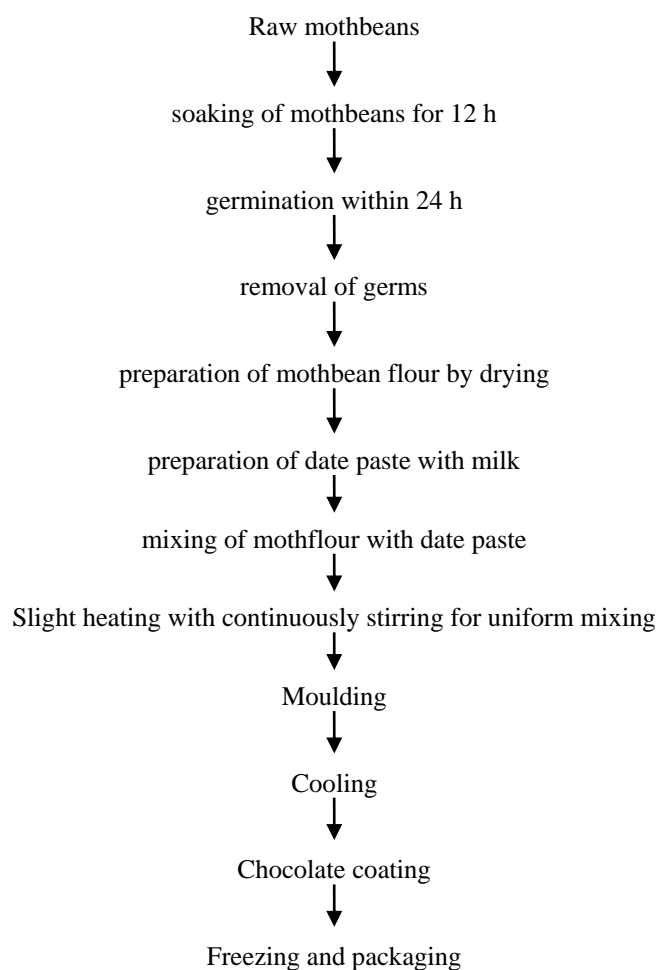 Raw mothbeans
soaking of mothbeans for 12 h
germination within 24 h
removal of germs
preparation of mothbean flour by drying
preparation of date paste with milk
mixing of mothflour with date paste
Slight heating with continuously stirring for uniform mixing
Moulding
Cooling
Chocolate coating
Freezing and packaging